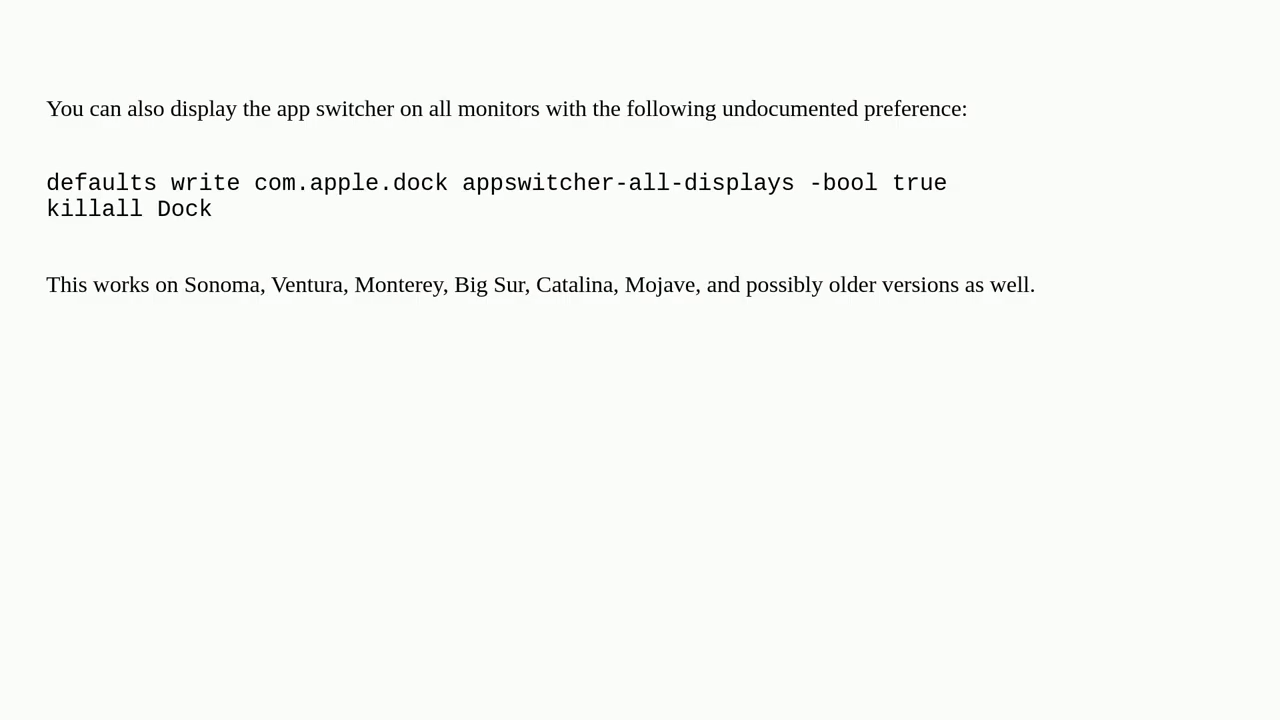 You can also display the app switcher on all monitors with the following undocumented preference:
defaults write com.apple.dock appswitcher-all-displays -bool true
killall Dock
This works on Sonoma, Ventura, Monterey, Big Sur, Catalina, Mojave, and possibly older versions as well.